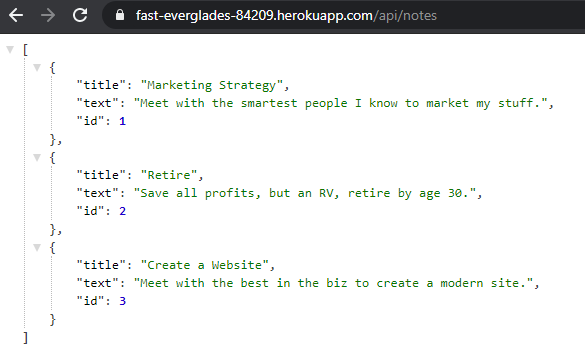 fast-everglades-84209.herokuapp.com/api/notes
[
{
"title": "Marketing Strategy",
"text": "Meet with the smartest people I know to market my stuff.",
"id": 1
},
{
"title": "Retire",
"text": "Save all profits, but an RV, retire by age 30.",
"id": 2
},
{
"title": "Create a Website",
"text": "Meet with the best in the biz to create a modern site.",
"id": 3
}
]